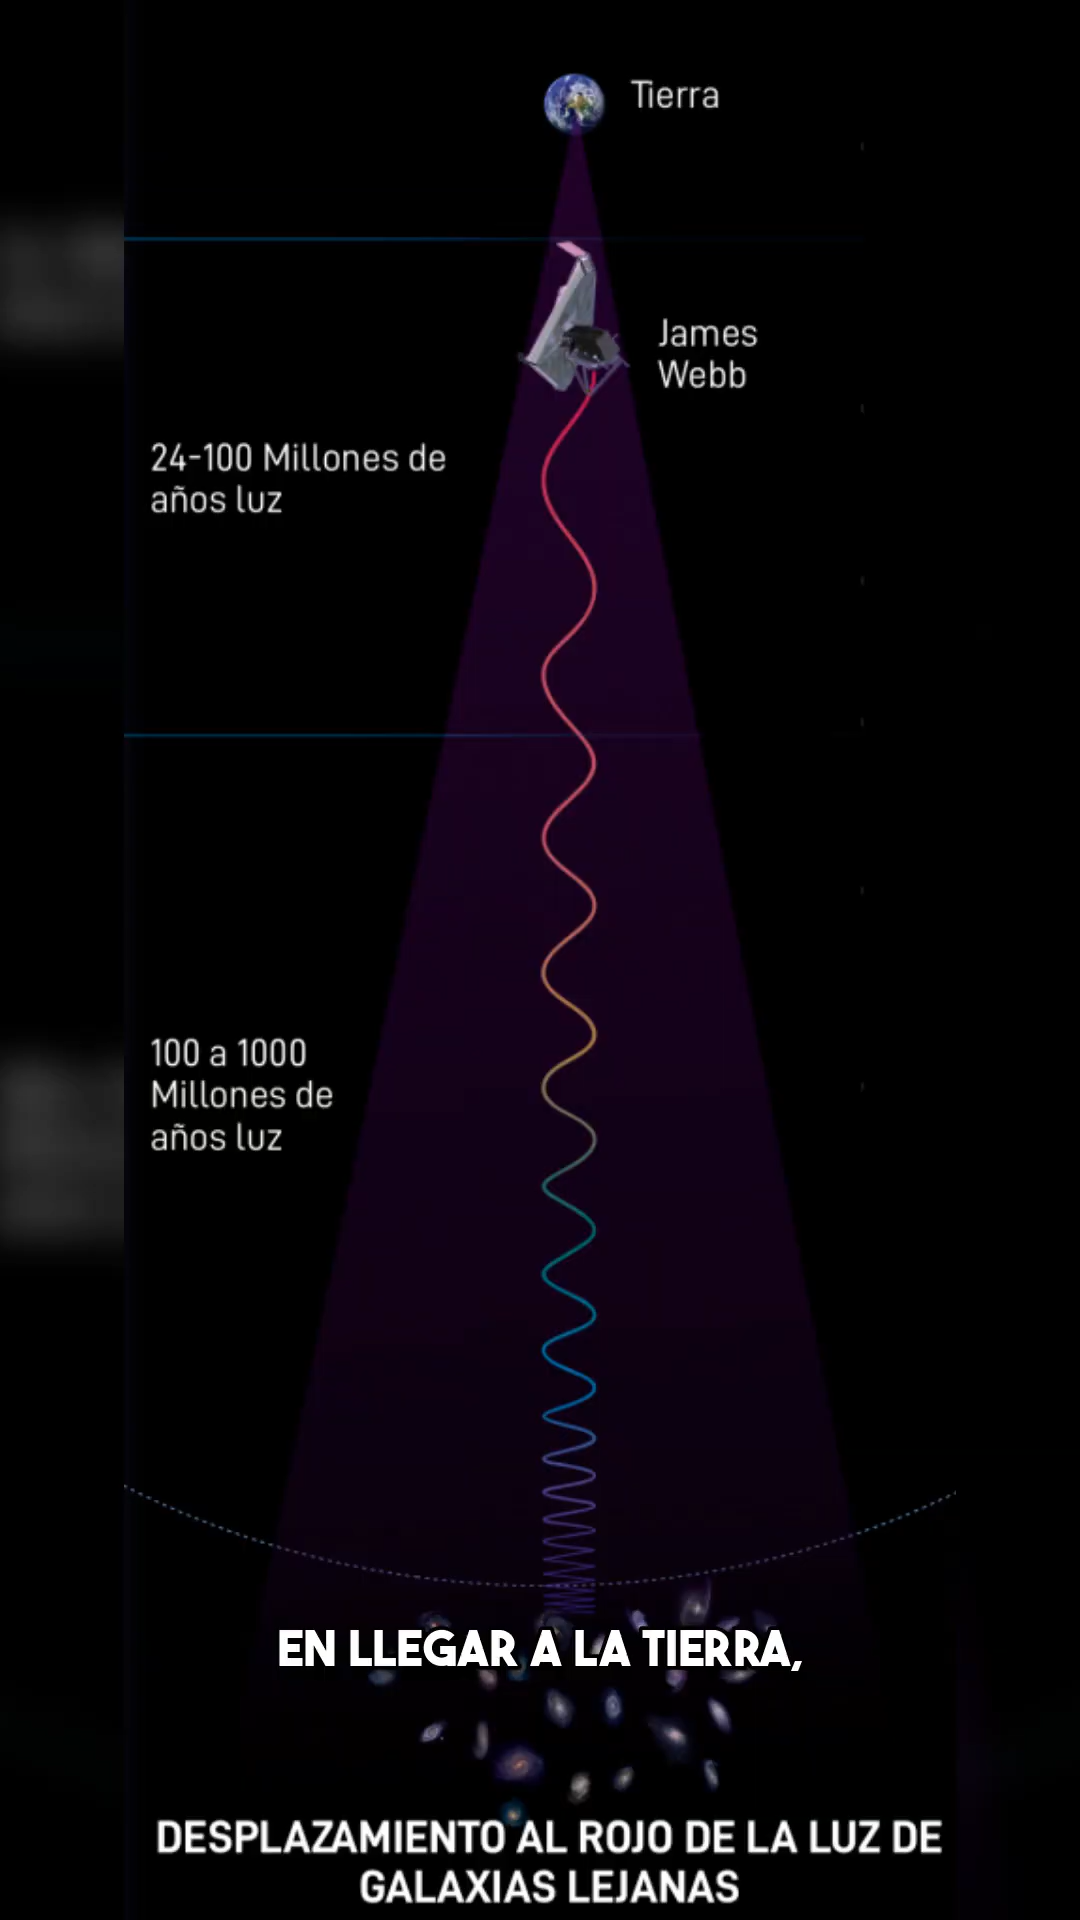 Tierra
James
Webb
24-100 Millones de
años luz
100 a 1000
Millones de
años luz
EN LLEGAR A LA TIERRA,
DESPLAZAMIENTO AL ROJO DE LA LUZ DE
GALAXIAS LEJANAS